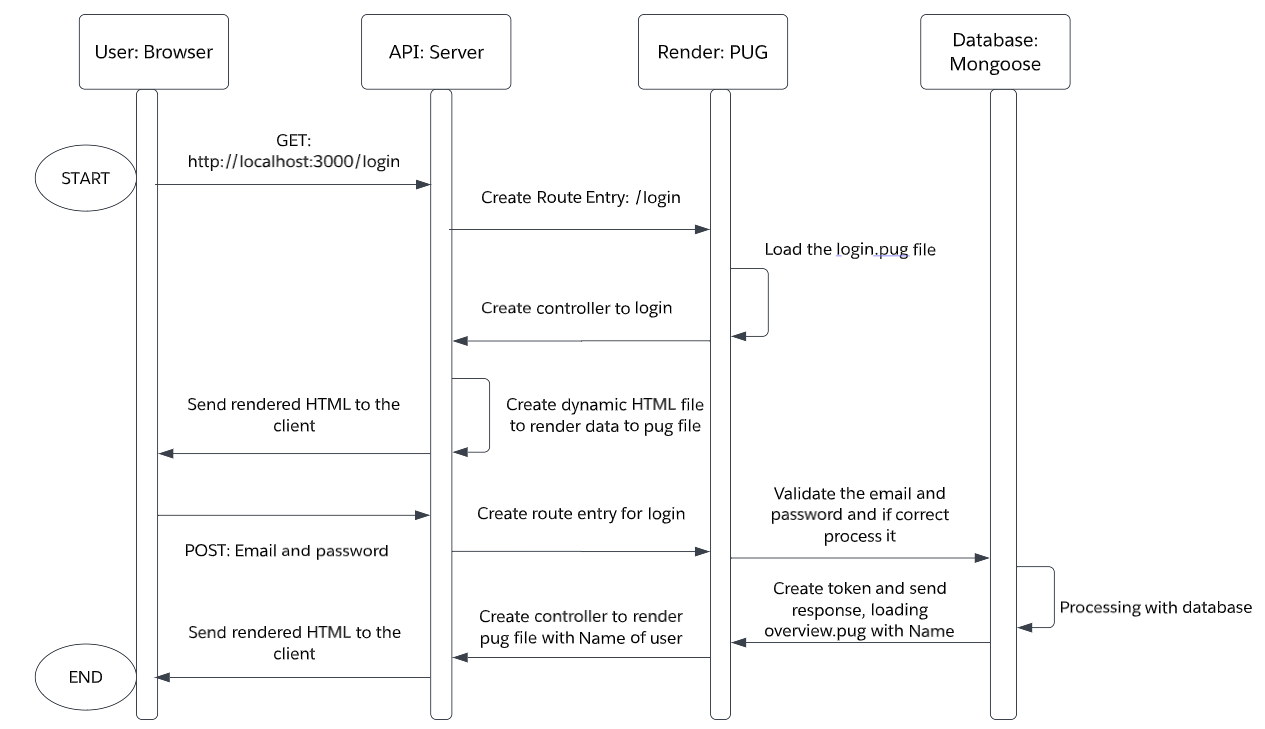 User: Browser
API: Server
Render: PUG
Database:
Mongoose
START
GET:
http://localhost:3000/login
Create Route Entry: /login
Load the login.pug file
Create controller to login
Send rendered HTML to the
client
Create dynamic HTML file
to render data to pug file
POST: Email and password
Create route entry for login
Validate the email and
password and if correct
process it
Processing with database
Create token and send
response, loading
overview.pug with Name
Create controller to render
pug file with Name of user
Send rendered HTML to the
client
END